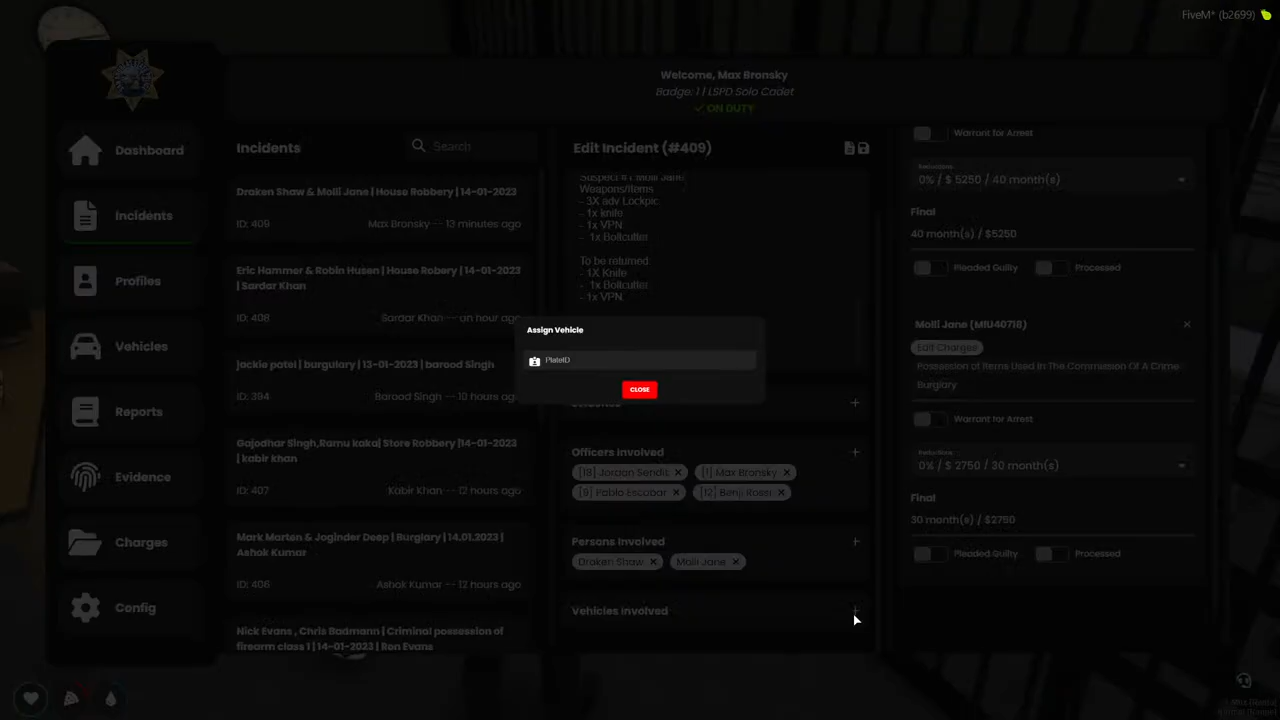 FiveM* (b2699)
Welcome, Max Bronsky
Badge: 1 | LSPD Solo Cadet
✓ ON DUTY
Dashboard
Incidents
Profiles
Vehicles
Reports
Evidence
Charges
Config
Incidents
Search
Draken Shaw & Molli Jane | House Robbery | 14-01-2023
ID: 409
Max Bronsky -- 13 minutes ago
Eric Hammer & Robin Husen | House Robery | 14-01-2023
| Sardar Khan
ID: 408
Sardar Khan -- an hour ago
jackie patel | burgulary | 13-01-2023 | barood Singh
ID: 394
Barood Singh -- 10 hours ago
Gajodhar Singh,Ramu kaka| Store Robbery |14-01-2023
| kabir khan
ID: 407
Kabir Khan -- 12 hours ago
Mark Marten & Joginder Deep | Burglary | 14.01.2023 |
Ashok Kumar
ID: 406
Ashok Kumar -- 12 hours ago
Nick Evans , Chris Badmann | Criminal possession of
firearm class 1 | 14-01-2023 | Ron Evans
Edit Incident (#409)
Suspect #1 Molli Jane
Weapons/Items
- 3X adv Lockpic
- 1x knife
- 1x VPN
- 1x Boltcutter
To be returned
- 1X Knife
- 1x Boltcutter
- 1x VPN
Assign Vehicle
PlateID
CLOSE
Officers Involved
[1] Max Bronsky
[9] Pablo Escobar
[12] Benji Rossi
Persons Involved
Draken Shaw
Molli Jane
Vehicles Involved
Warrant for Arrest
Reductions
0% / $ 5250 / 40 month(s)
Final
40 month(s) / $5250
Pleaded Guilty
Processed
Molli Jane (MIU40718)
Edit Charges
Possession of Items Used In The Commission Of A Crime
Burglary
Warrant for Arrest
Reductions
0% / $ 2750 / 30 month(s)
Final
30 month(s) / $2750
Pleaded Guilty
Processed